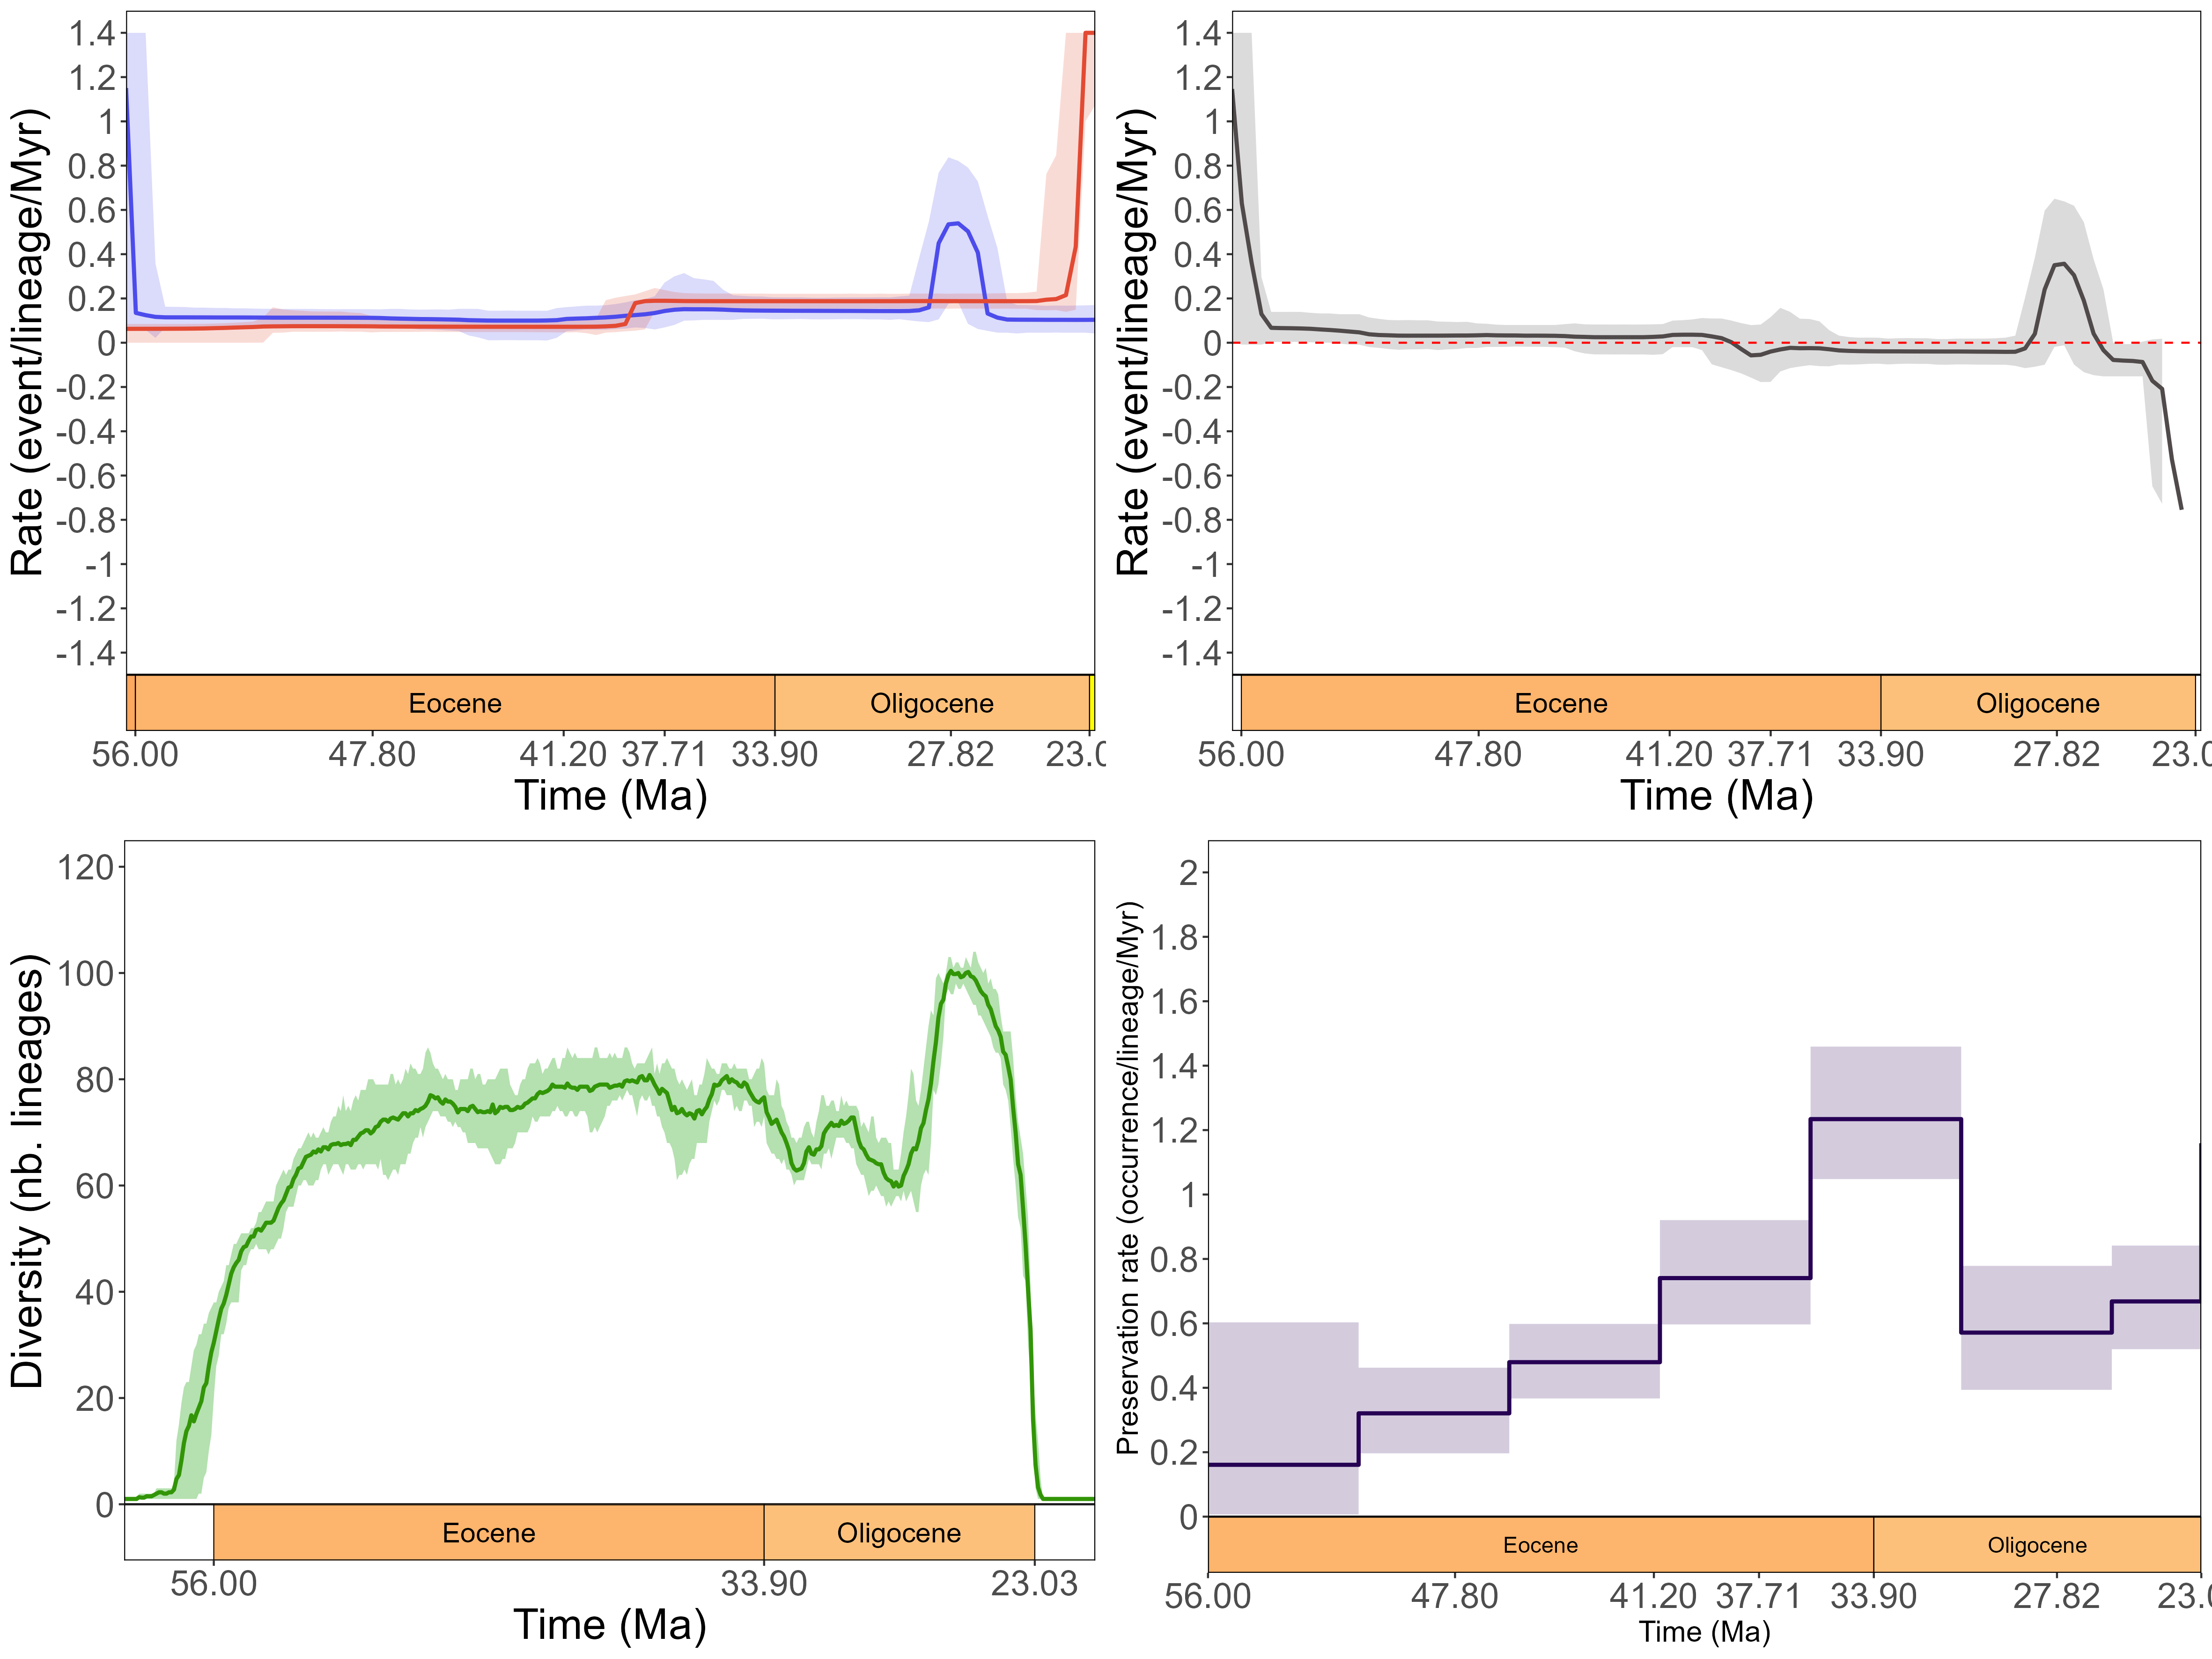 Rate (event/lineage/Myr)
1.4
1.2
1
0.8
0.6
0.4
0.2
0
-0.2
-0.4
-0.6
-0.8
-1
-1.2
-1.4
Eocene
Oligocene
56.00 47.80 41.20 37.71 33.90 27.82 23.0
Time (Ma)
Rate (event/lineage/Myr)
1.4
1.2
1
0.8
0.6
0.4
0.2
0
-0.2
-0.4
-0.6
-0.8
-1
-1.2
-1.4
Eocene
Oligocene
56.00 47.80 41.20 37.71 33.90 27.82 23.0
Time (Ma)
Diversity (nb. lineages)
120
100
80
60
40
20
0
Eocene
Oligocene
56.00 33.90 23.03
Time (Ma)
Preservation rate (occurrence/lineage/Myr)
2
1.8
1.6
1.4
1.2
1
0.8
0.6
0.4
0.2
0
Eocene
Oligocene
56.00 47.80 41.20 37.71 33.90 27.82 23.0
Time (Ma)